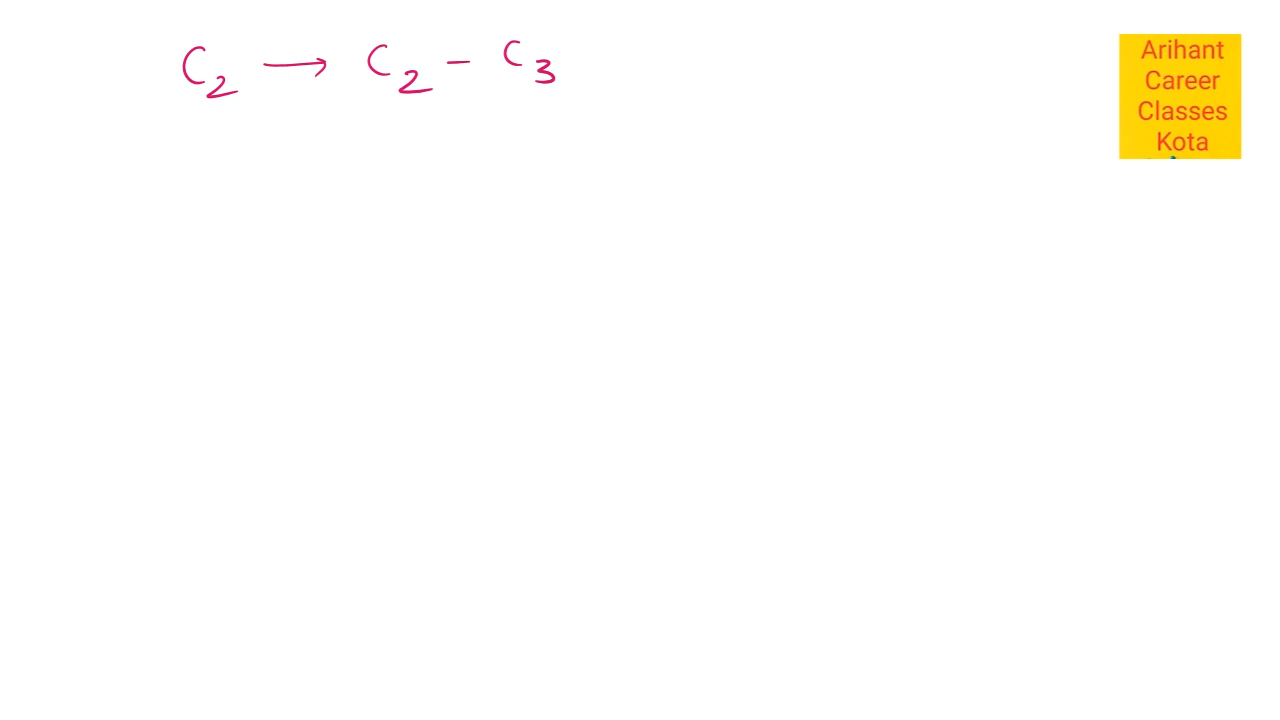 C₂ → C₂ - C₃
Arihant
Career
Classes
Kota